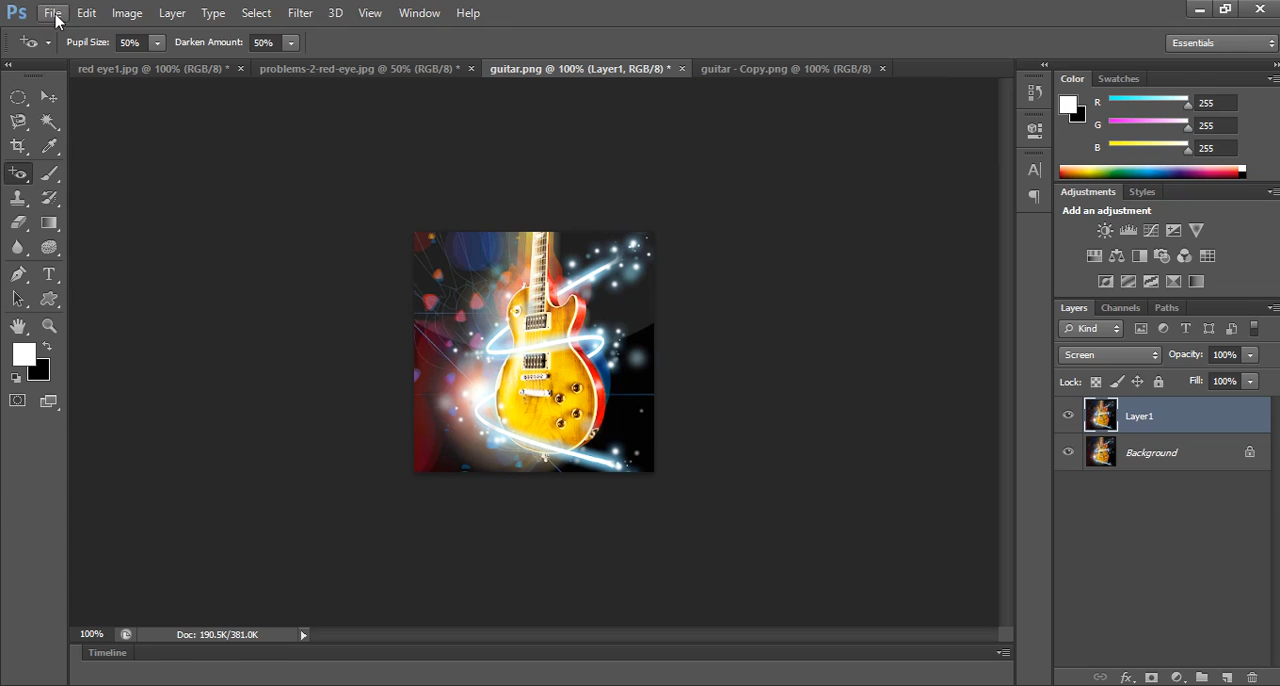 Ps File Edit Image Layer Type Select Filter 3D View Window Help
Pupil Size: 50% Darken Amount: 50% Essentials
red eye1.jpg @ 100% (RGB/8) * × problems-2-red-eye.jpg @ 50% (RGB/8) * × guitar.png @ 100% (Layer1, RGB/8) * × guitar - Copy.png @ 100% (RGB/8) ×
Color Swatches
R 255
G 255
B 255
Adjustments Styles
Add an adjustment
Layers Channels Paths
Kind
Screen Opacity: 100%
Lock: Fill: 100%
Layer1
Background
100% Doc: 190.5K/381.0K
Timeline